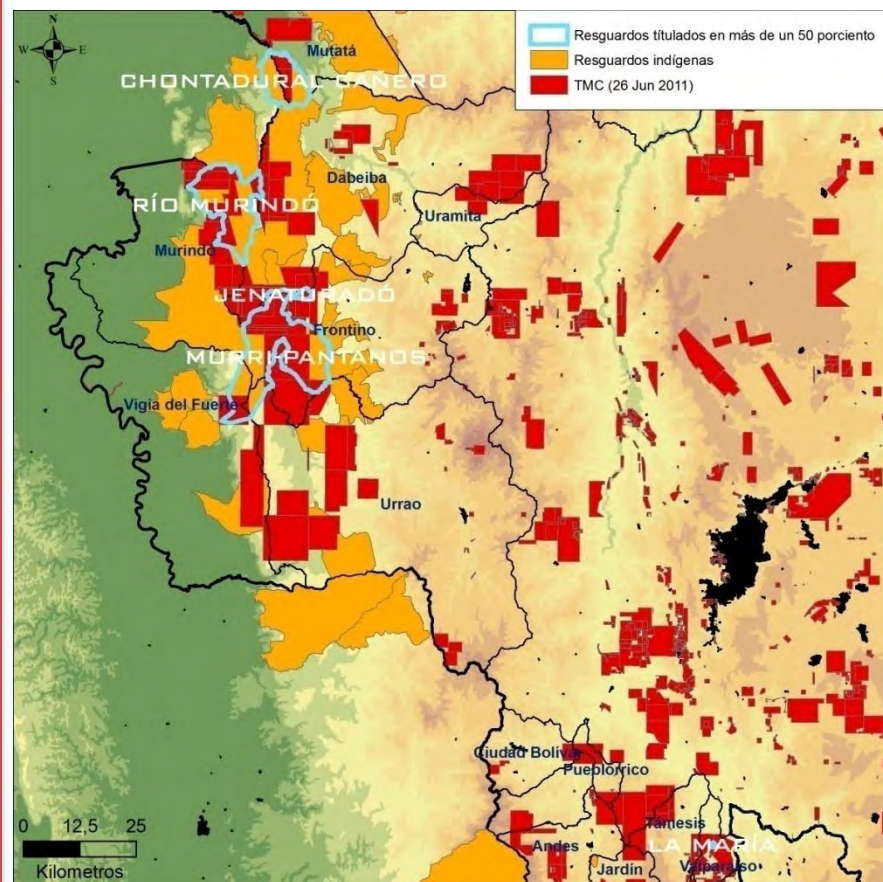 N
W E
S
Resguardos títulados en más de un 50 porciento
Resguardos indígenas
TMC (26 Jun 2011)
Mutatá
CHONTADURAL CAÑERO
Dabeiba
RÍO MURINDÓ
Uramita
Murindó
JENATURADÓ
Frontino
MURRI-PANTANOS
Vigía del Fuerte
Urrao
Ciudad Bolívar
Pueblorrico
Támesis
Andes
LA MARÍA
Jardín
Valparaíso
0 12,5 25
Kilometros